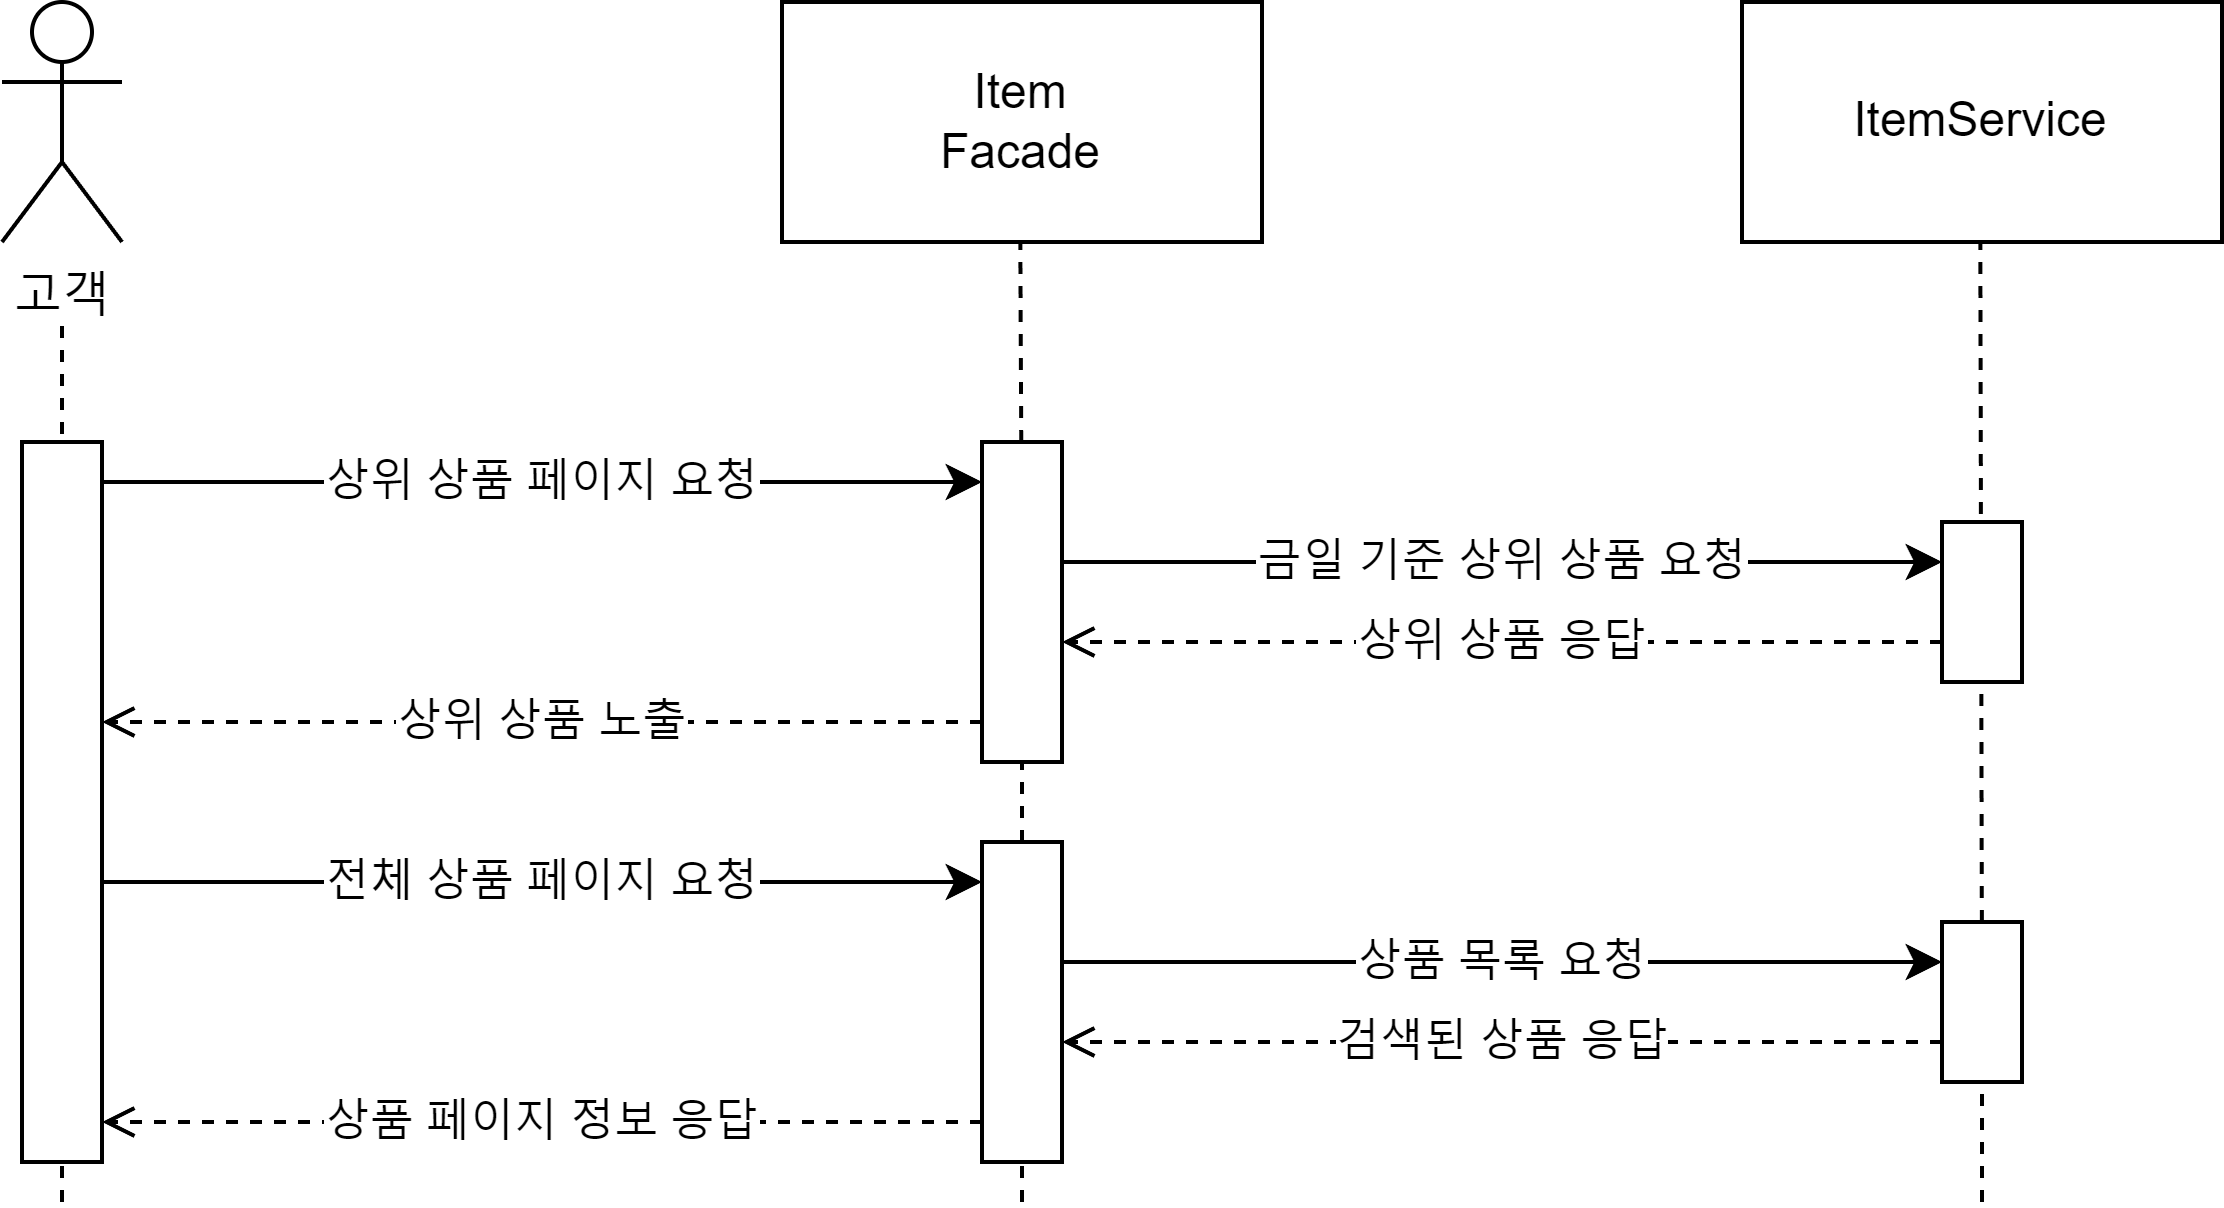 Item
Facade
ItemService
고객
상위 상품 페이지 요청
금일 기준 상위 상품 요청
상위 상품 응답
상위 상품 노출
전체 상품 페이지 요청
상품 목록 요청
검색된 상품 응답
상품 페이지 정보 응답